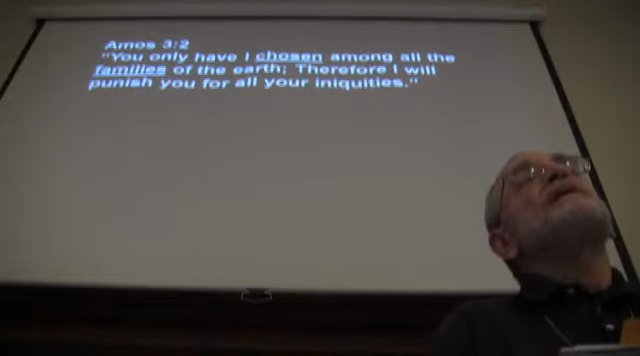 Amos 3:2
"You only have I chosen among all the
families of the earth; Therefore I will
punish you for all your iniquities."